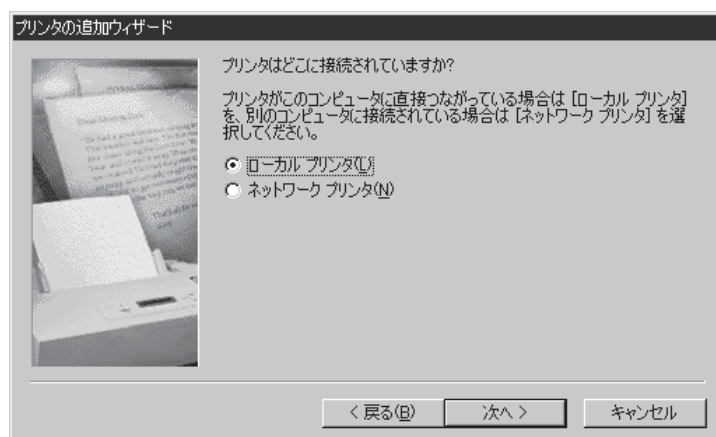 プリンタの追加ウィザード
プリンタはどこに接続されていますか?
プリンタがこのコンピュータに直接つながっている場合は [ローカル プリンタ]
を、別のコンピュータに接続されている場合は [ネットワーク プリンタ] を選
択してください。
ローカル プリンタ(L)
ネットワーク プリンタ(N)
< 戻る(B)
次へ >
キャンセル